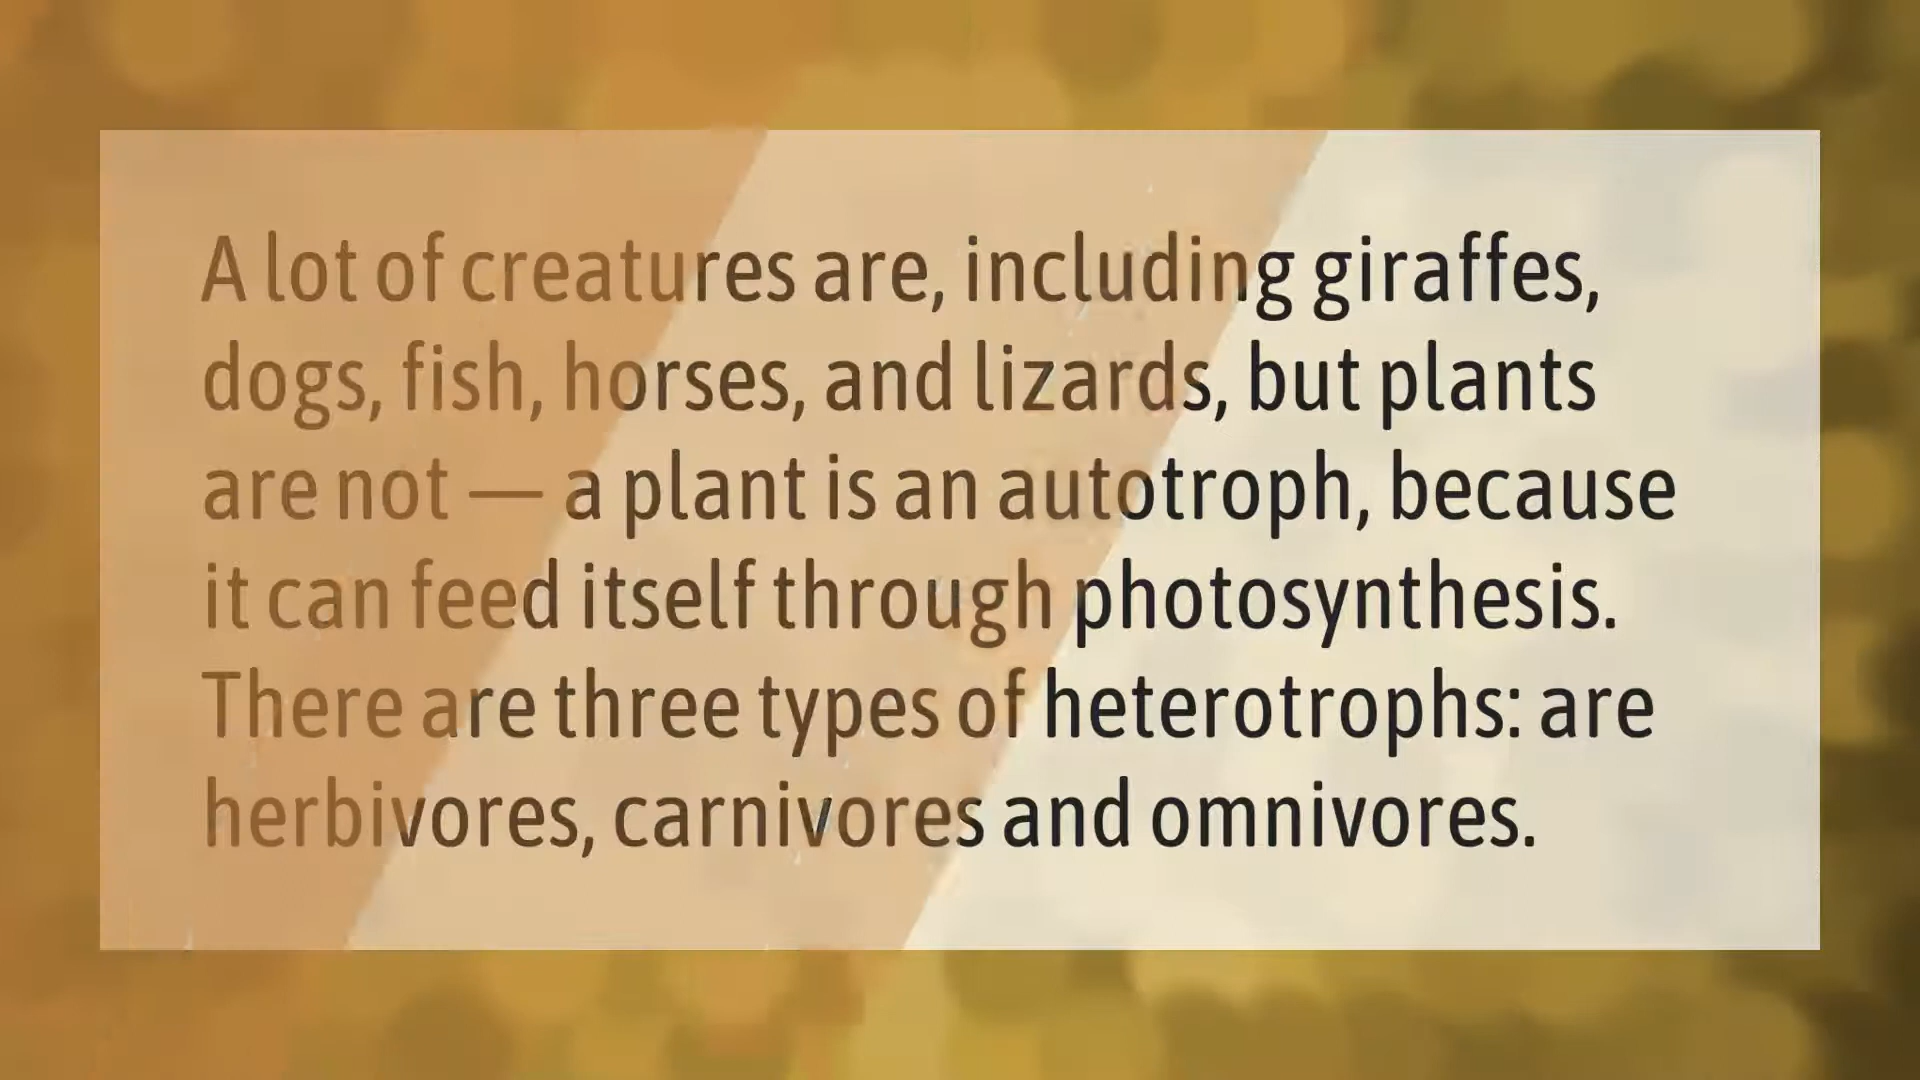 A lot of creatures are, including giraffes,
dogs, fish, horses, and lizards, but plants
are not — a plant is an autotroph, because
it can feed itself through photosynthesis.
There are three types of heterotrophs: are
herbivores, carnivores and omnivores.